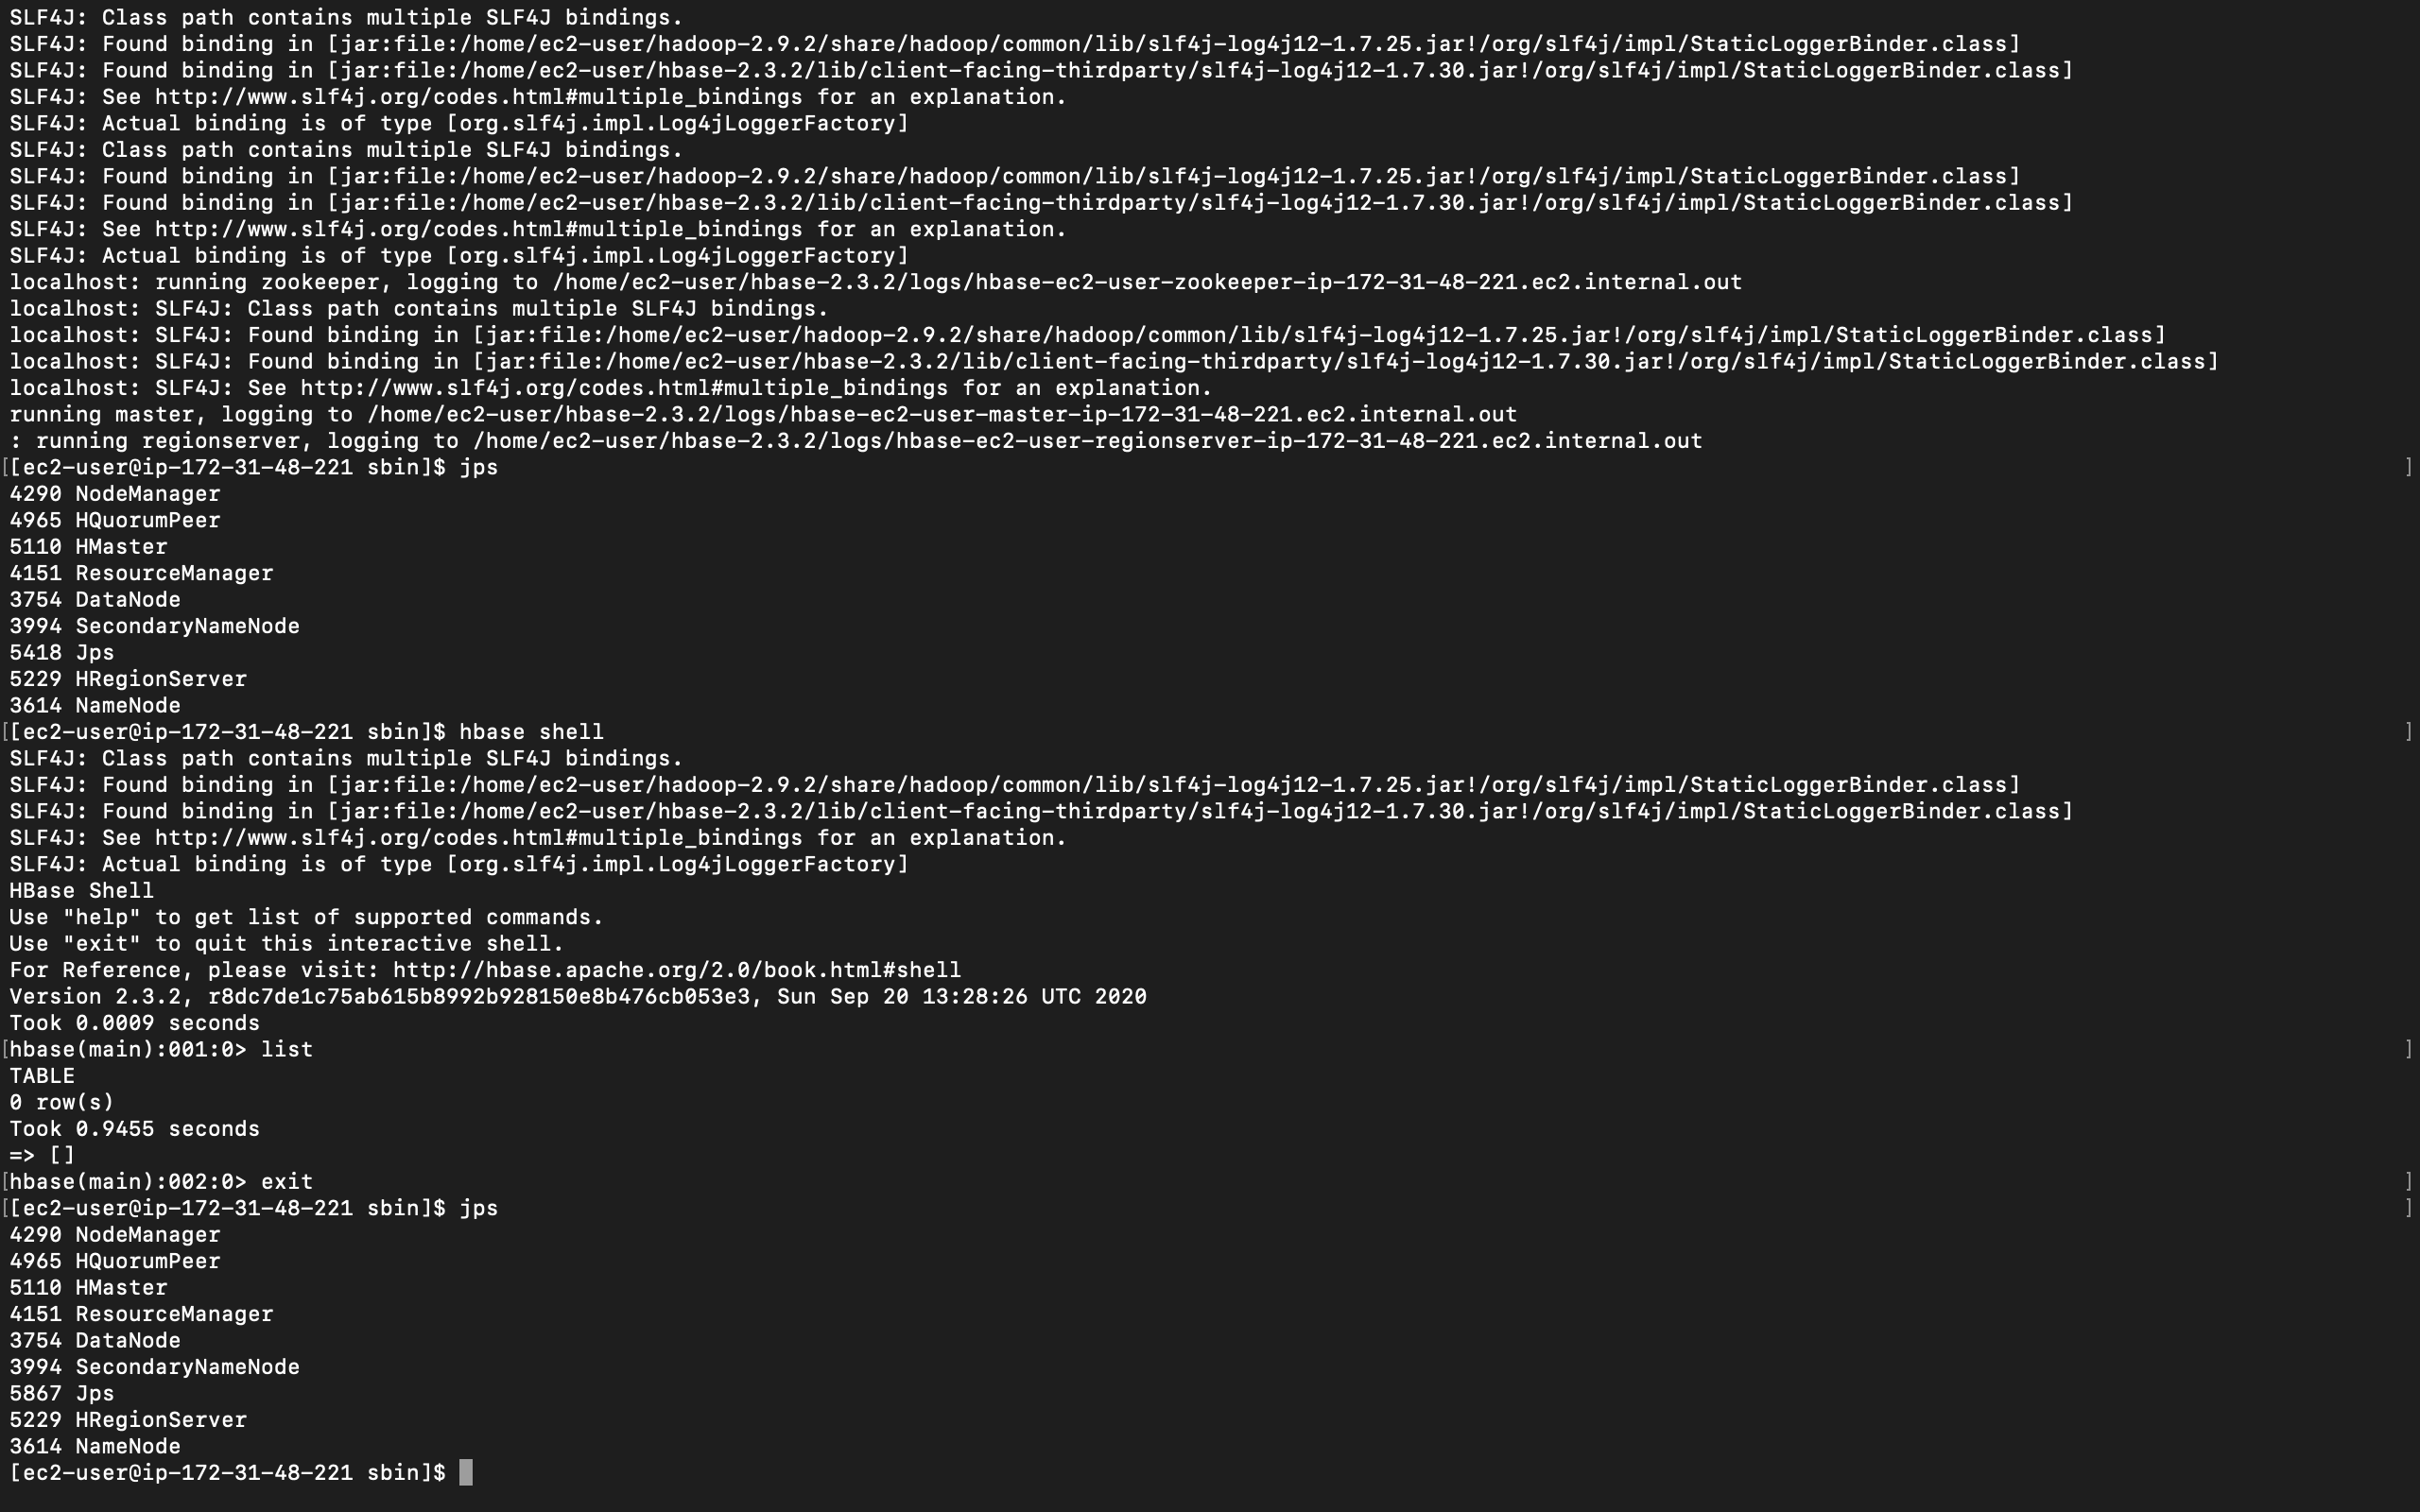 SLF4J: Class path contains multiple SLF4J bindings.
SLF4J: Found binding in [jar:file:/home/ec2-user/hadoop-2.9.2/share/hadoop/common/lib/slf4j-log4j12-1.7.25.jar!/org/slf4j/impl/StaticLoggerBinder.class]
SLF4J: Found binding in [jar:file:/home/ec2-user/hbase-2.3.2/lib/client-facing-thirdparty/slf4j-log4j12-1.7.30.jar!/org/slf4j/impl/StaticLoggerBinder.class]
SLF4J: See http://www.slf4j.org/codes.html#multiple_bindings for an explanation.
SLF4J: Actual binding is of type [org.slf4j.impl.Log4jLoggerFactory]
SLF4J: Class path contains multiple SLF4J bindings.
SLF4J: Found binding in [jar:file:/home/ec2-user/hadoop-2.9.2/share/hadoop/common/lib/slf4j-log4j12-1.7.25.jar!/org/slf4j/impl/StaticLoggerBinder.class]
SLF4J: Found binding in [jar:file:/home/ec2-user/hbase-2.3.2/lib/client-facing-thirdparty/slf4j-log4j12-1.7.30.jar!/org/slf4j/impl/StaticLoggerBinder.class]
SLF4J: See http://www.slf4j.org/codes.html#multiple_bindings for an explanation.
SLF4J: Actual binding is of type [org.slf4j.impl.Log4jLoggerFactory]
localhost: running zookeeper, logging to /home/ec2-user/hbase-2.3.2/logs/hbase-ec2-user-zookeeper-ip-172-31-48-221.ec2.internal.out
localhost: SLF4J: Class path contains multiple SLF4J bindings.
localhost: SLF4J: Found binding in [jar:file:/home/ec2-user/hadoop-2.9.2/share/hadoop/common/lib/slf4j-log4j12-1.7.25.jar!/org/slf4j/impl/StaticLoggerBinder.class]
localhost: SLF4J: Found binding in [jar:file:/home/ec2-user/hbase-2.3.2/lib/client-facing-thirdparty/slf4j-log4j12-1.7.30.jar!/org/slf4j/impl/StaticLoggerBinder.class]
localhost: SLF4J: See http://www.slf4j.org/codes.html#multiple_bindings for an explanation.
running master, logging to /home/ec2-user/hbase-2.3.2/logs/hbase-ec2-user-master-ip-172-31-48-221.ec2.internal.out
: running regionserver, logging to /home/ec2-user/hbase-2.3.2/logs/hbase-ec2-user-regionserver-ip-172-31-48-221.ec2.internal.out
[[ec2-user@ip-172-31-48-221 sbin]$ jps ]
4290 NodeManager
4965 HQuorumPeer
5110 HMaster
4151 ResourceManager
3754 DataNode
3994 SecondaryNameNode
5418 Jps
5229 HRegionServer
3614 NameNode
[[ec2-user@ip-172-31-48-221 sbin]$ hbase shell ]
SLF4J: Class path contains multiple SLF4J bindings.
SLF4J: Found binding in [jar:file:/home/ec2-user/hadoop-2.9.2/share/hadoop/common/lib/slf4j-log4j12-1.7.25.jar!/org/slf4j/impl/StaticLoggerBinder.class]
SLF4J: Found binding in [jar:file:/home/ec2-user/hbase-2.3.2/lib/client-facing-thirdparty/slf4j-log4j12-1.7.30.jar!/org/slf4j/impl/StaticLoggerBinder.class]
SLF4J: See http://www.slf4j.org/codes.html#multiple_bindings for an explanation.
SLF4J: Actual binding is of type [org.slf4j.impl.Log4jLoggerFactory]
HBase Shell
Use "help" to get list of supported commands.
Use "exit" to quit this interactive shell.
For Reference, please visit: http://hbase.apache.org/2.0/book.html#shell
Version 2.3.2, r8dc7de1c75ab615b8992b928150e8b476cb053e3, Sun Sep 20 13:28:26 UTC 2020
Took 0.0009 seconds
[hbase(main):001:0> list ]
TABLE
0 row(s)
Took 0.9455 seconds
=> []
[hbase(main):002:0> exit ]
[[ec2-user@ip-172-31-48-221 sbin]$ jps ]
4290 NodeManager
4965 HQuorumPeer
5110 HMaster
4151 ResourceManager
3754 DataNode
3994 SecondaryNameNode
5867 Jps
5229 HRegionServer
3614 NameNode
[ec2-user@ip-172-31-48-221 sbin]$